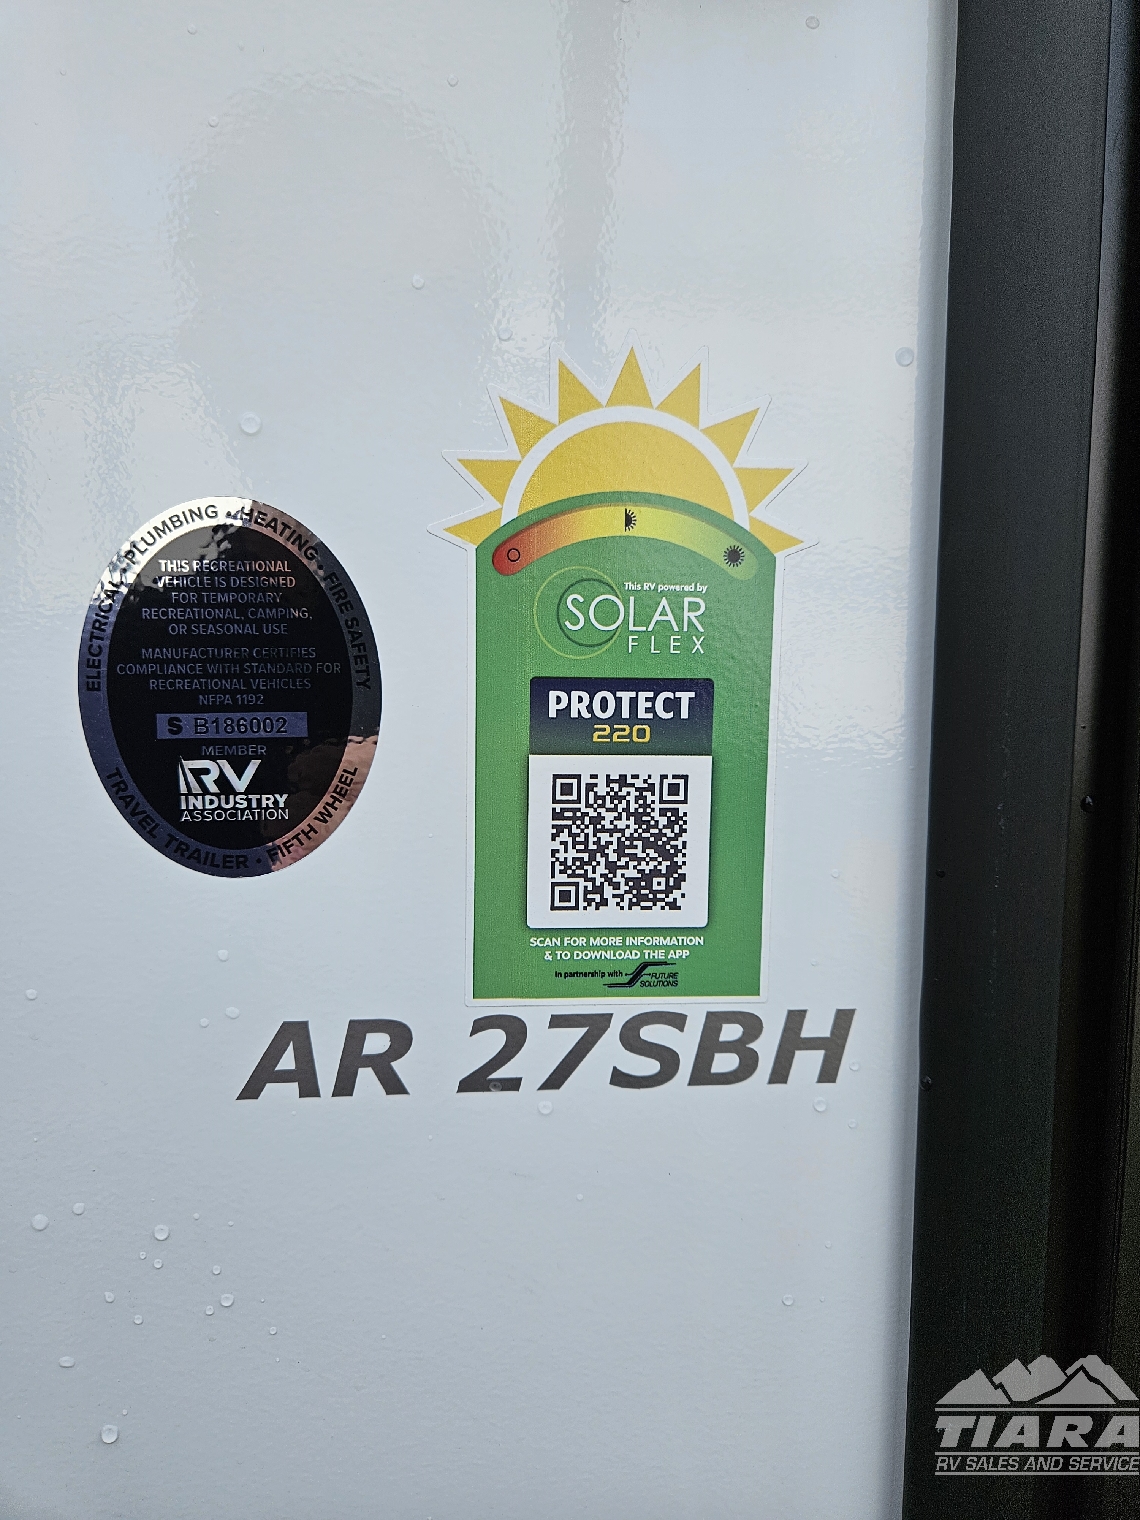 ELECTRICAL • PLUMBING • HEATING • FIRE SAFETY
THIS RECREATIONAL
VEHICLE IS DESIGNED
FOR TEMPORARY
RECREATIONAL, CAMPING,
OR SEASONAL USE
MANUFACTURER CERTIFIES
COMPLIANCE WITH STANDARD FOR
RECREATIONAL VEHICLES
NFPA 1192
S B186002
MEMBER
RV
INDUSTRY
ASSOCIATION
TRAVEL TRAILER • FIFTH WHEEL
This RV powered by
SOLAR
FLEX
PROTECT
220
SCAN FOR MORE INFORMATION
& TO DOWNLOAD THE APP
In partnership with
FUTURE
SOLUTIONS
AR 27SBH
TIARA
RV SALES AND SERVICE